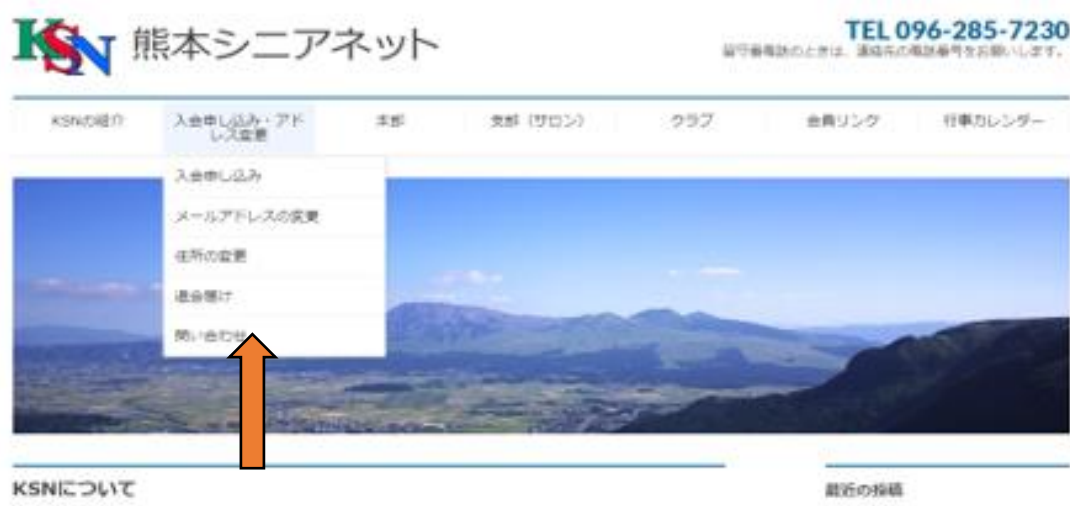 KSN 熊本シニアネット
TEL 096-285-7230
留守番電話のときは、連絡先の電話番号をお願いします。
KSNの紹介
入会申し込み・アド
レス変更
本部
支部（サロン）
クラブ
会員リンク
行事カレンダー
入会申し込み
メールアドレスの変更
住所の変更
退会届け
問い合わせ
KSNについて
最近の投稿